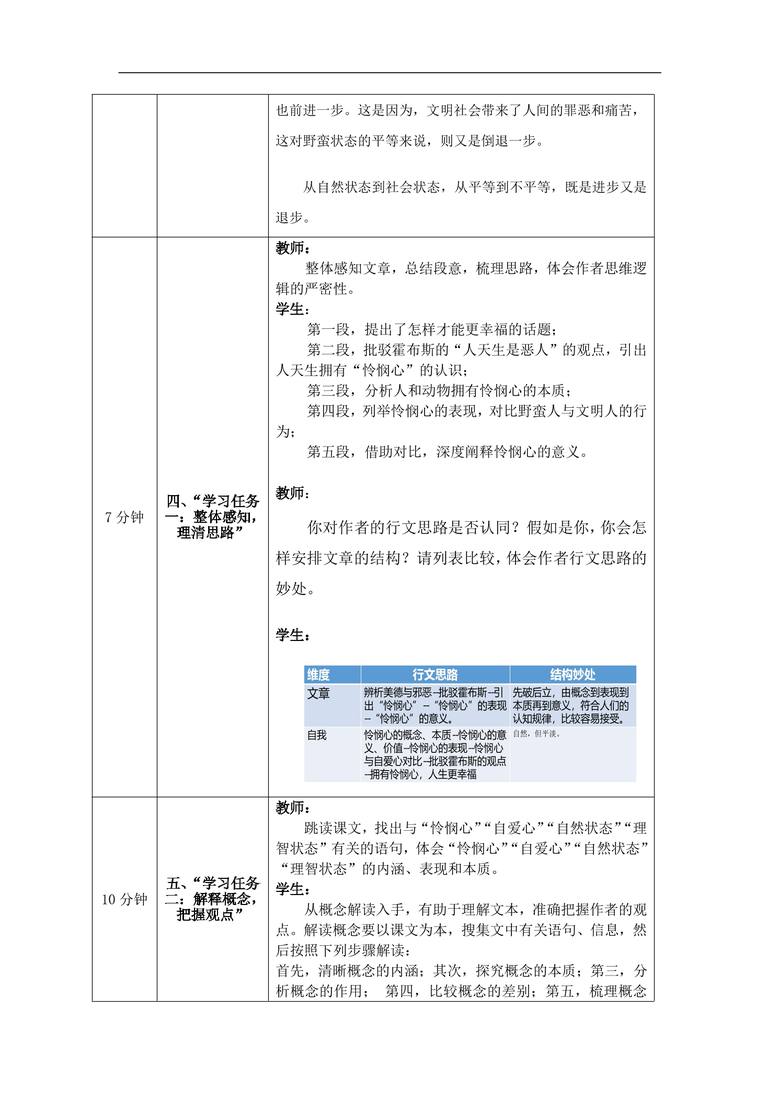 也前进一步。这是因为，文明社会带来了人间的罪恶和痛苦，
这对野蛮状态的平等来说，则又是倒退一步。
从自然状态到社会状态，从平等到不平等，既是进步又是
退步。
7 分钟
四、“学习任务
一：整体感知，
理清思路”
教师：
整体感知文章，总结段意，梳理思路，体会作者思维逻
辑的严密性。
学生：
第一段，提出了怎样才能更幸福的话题；
第二段，批驳霍布斯的“人天生是恶人”的观点，引出
人天生拥有“怜悯心”的认识；
第三段，分析人和动物拥有怜悯心的本质；
第四段，列举怜悯心的表现，对比野蛮人与文明人的行
为；
第五段，借助对比，深度阐释怜悯心的意义。
教师：
你对作者的行文思路是否认同？假如是你，你会怎
样安排文章的结构？请列表比较，体会作者行文思路的
妙处。
学生：
维度 行文思路 结构妙处
文章
辨析美德与邪恶–批驳霍布斯–引
出“怜悯心”–“怜悯心”的表现
–“怜悯心”的意义。
先破后立，由概念到表现到
本质再到意义，符合人们的
认知规律，比较容易接受。
自我
怜悯心的概念、本质–怜悯心的意
义、价值–怜悯心的表现–怜悯心
与自爱心对比–批驳霍布斯的观点
–拥有怜悯心，人生更幸福
自然，但平淡。
10 分钟
五、“学习任务
二：解释概念，
把握观点”
教师：
跳读课文，找出与“怜悯心”“自爱心”“自然状态”“理
智状态”有关的语句，体会“怜悯心”“自爱心”“自然状态”
“理智状态”的内涵、表现和本质。
学生：
从概念解读入手，有助于理解文本，准确把握作者的观
点。解读概念要以课文为本，搜集文中有关语句、信息，然
后按照下列步骤解读：
首先，清晰概念的内涵；其次，探究概念的本质；第三，分
析概念的作用； 第四，比较概念的差别；第五，梳理概念